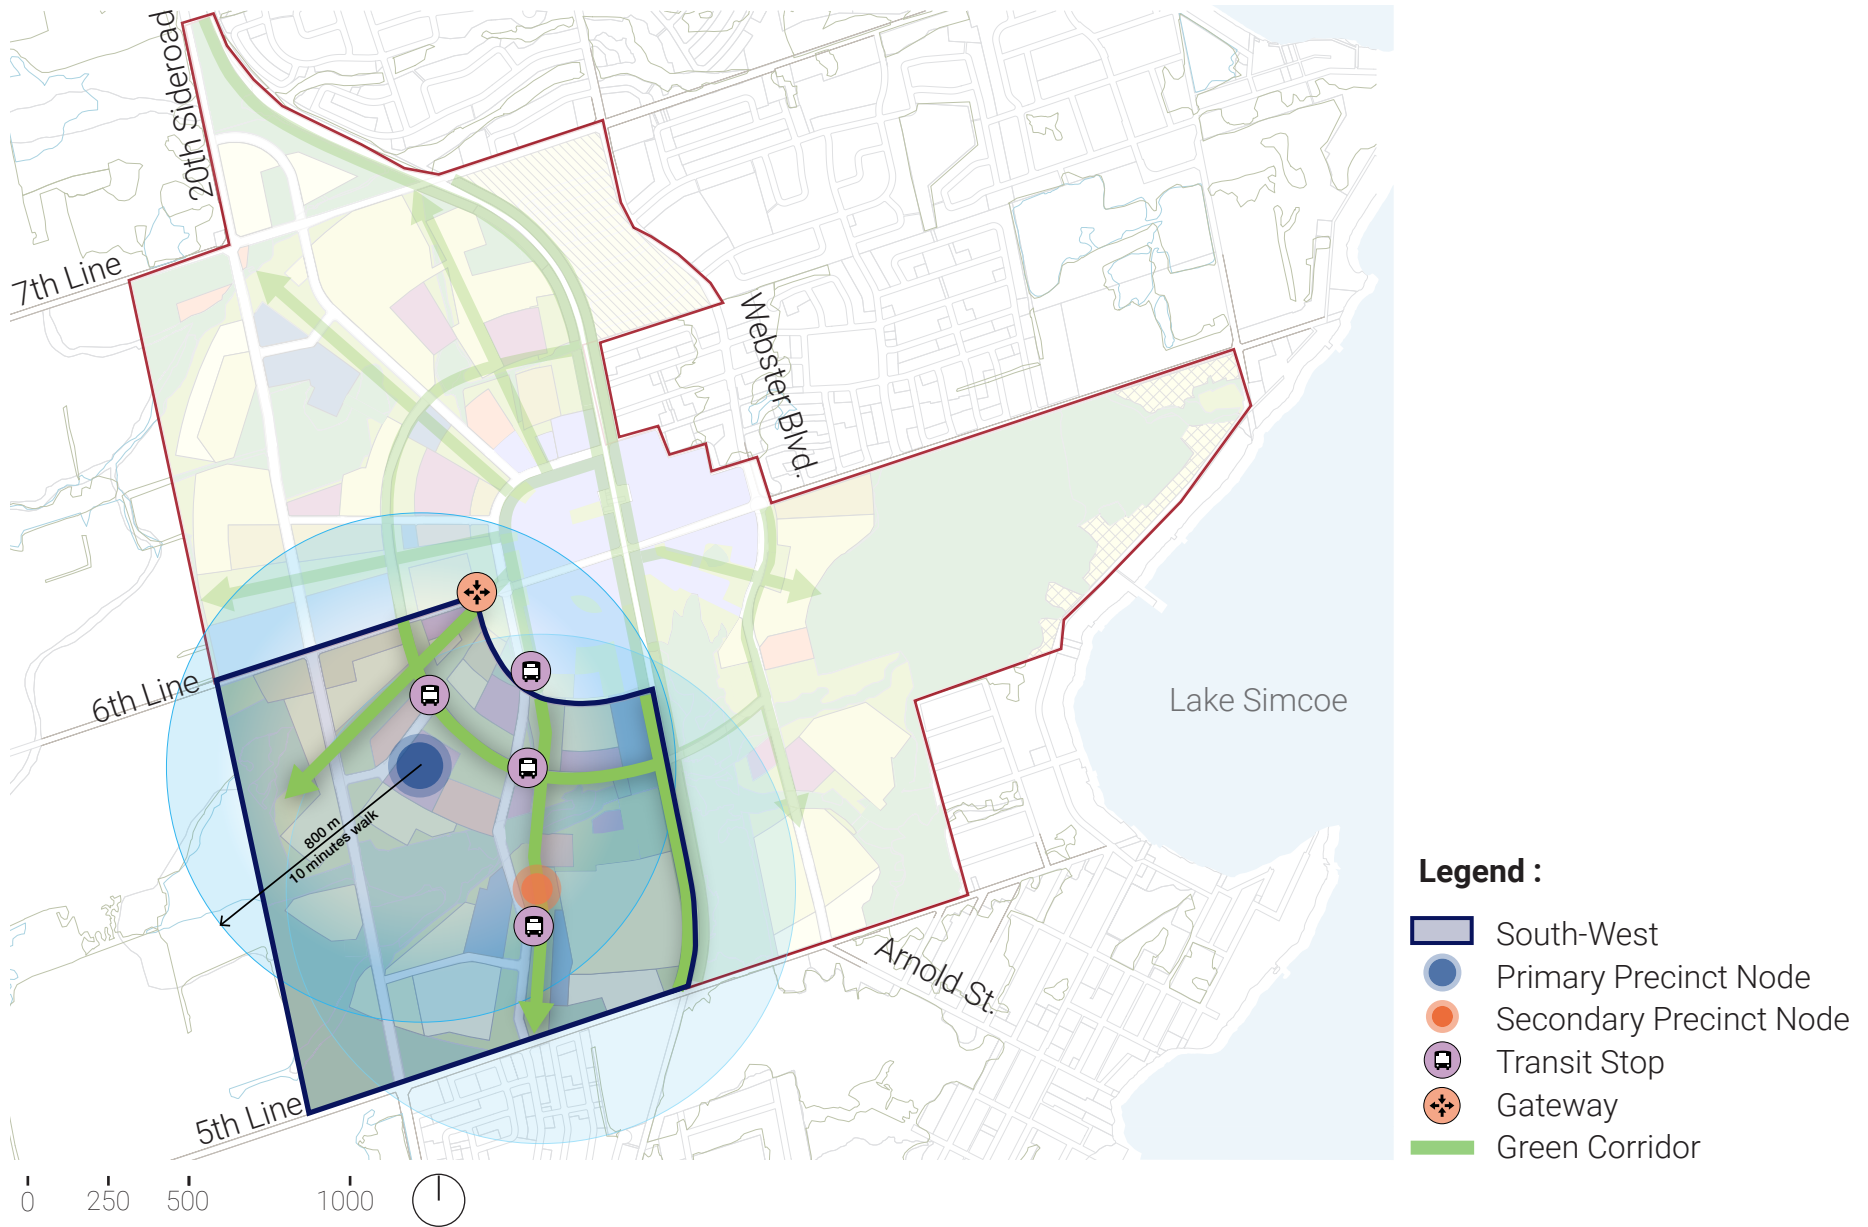 20th Sideroad
7th Line
Webster Blvd.
6th Line
Lake Simcoe
800 m
10 minutes walk
Arnold St.
5th Line
0 250 500 1000
Legend :
South-West
Primary Precinct Node
Secondary Precinct Node
Transit Stop
Gateway
Green Corridor